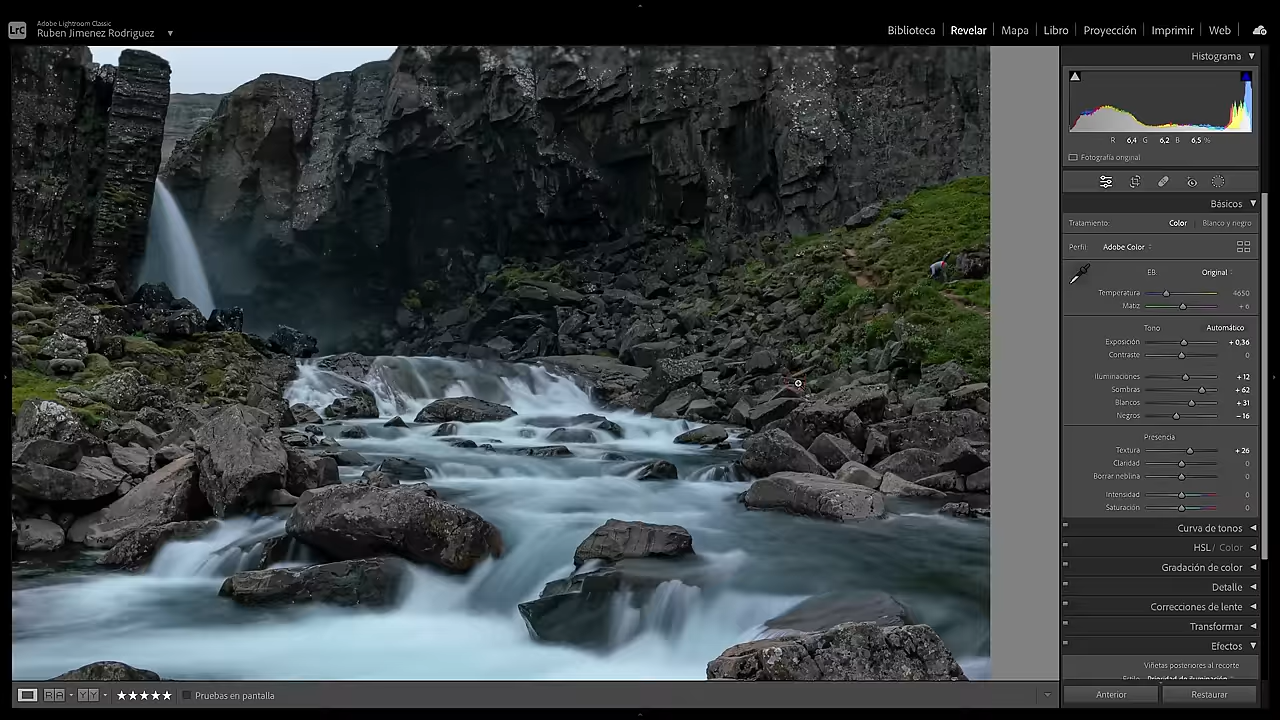 LrC
Adobe Lightroom Classic
Ruben Jimenez Rodriguez
Biblioteca
Revelar
Mapa
Libro
Proyección
Imprimir
Web
Histograma
R 6,4 G 6,2 B 6,5 %
Fotografía original
Básicos
Tratamiento: Color Blanco y negro
Perfil: Adobe Color
EB: Original
Temperatura 4650
Matiz + 6
Tono Automático
Exposición + 0,36
Contraste 0
Iluminaciones + 12
Sombras + 62
Blancos + 31
Negros − 16
Presencia
Textura + 26
Claridad 0
Borrar neblina 0
Intensidad 0
Saturación 0
Curva de tonos
HSL / Color
Gradación de color
Detalle
Correcciones de lente
Transformar
Efectos
Viñetas posteriores al recorte
Estilo Prioridad de iluminación
Anterior
Restaurar
R A
Y Y
Pruebas en pantalla